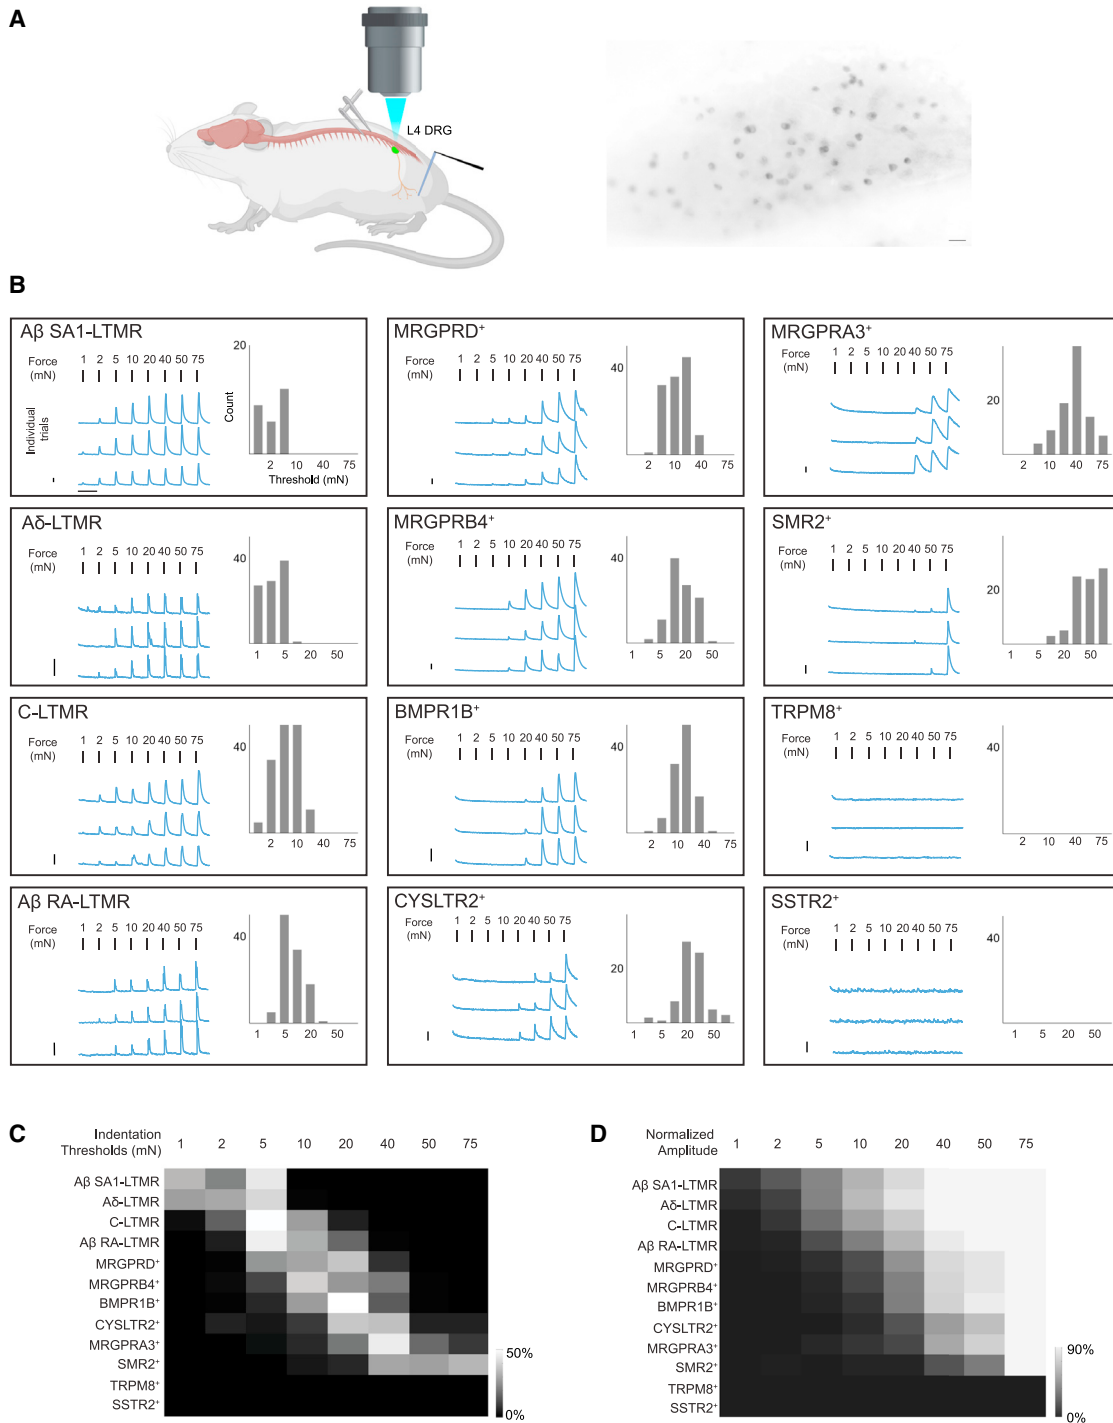 A
L4 DRG
B
Aβ SA1-LTMR
Force (mN)
1 2 5 10 20 40 50 75
Individual trials
20
Count
2 10 40 75
Threshold (mN)
MRGPRD⁺
Force (mN)
1 2 5 10 20 40 50 75
40
2 10 40 75
MRGPRA3⁺
Force (mN)
1 2 5 10 20 40 50 75
20
2 10 40 75
Aδ-LTMR
Force (mN)
1 2 5 10 20 40 50 75
40
1 5 20 50
MRGPRB4⁺
Force (mN)
1 2 5 10 20 40 50 75
40
1 5 20 50
SMR2⁺
Force (mN)
1 2 5 10 20 40 50 75
20
1 5 20 50
C-LTMR
Force (mN)
1 2 5 10 20 40 50 75
40
2 10 40 75
BMPR1B⁺
Force (mN)
1 2 5 10 20 40 50 75
40
2 10 40 75
TRPM8⁺
Force (mN)
1 2 5 10 20 40 50 75
40
2 10 40 75
Aβ RA-LTMR
Force (mN)
1 2 5 10 20 40 50 75
40
1 5 20 50
CYSLTR2⁺
Force (mN)
1 2 5 10 20 40 50 75
20
1 5 20 50
SSTR2⁺
Force (mN)
1 2 5 10 20 40 50 75
40
1 5 20 50
C
Indentation
Thresholds (mN)
1 2 5 10 20 40 50 75
Aβ SA1-LTMR
Aδ-LTMR
C-LTMR
Aβ RA-LTMR
MRGPRD⁺
MRGPRB4⁺
BMPR1B⁺
CYSLTR2⁺
MRGPRA3⁺
SMR2⁺
TRPM8⁺
SSTR2⁺
50%
0%
D
Normalized
Amplitude
1 2 5 10 20 40 50 75
Aβ SA1-LTMR
Aδ-LTMR
C-LTMR
Aβ RA-LTMR
MRGPRD⁺
MRGPRB4⁺
BMPR1B⁺
CYSLTR2⁺
MRGPRA3⁺
SMR2⁺
TRPM8⁺
SSTR2⁺
90%
0%